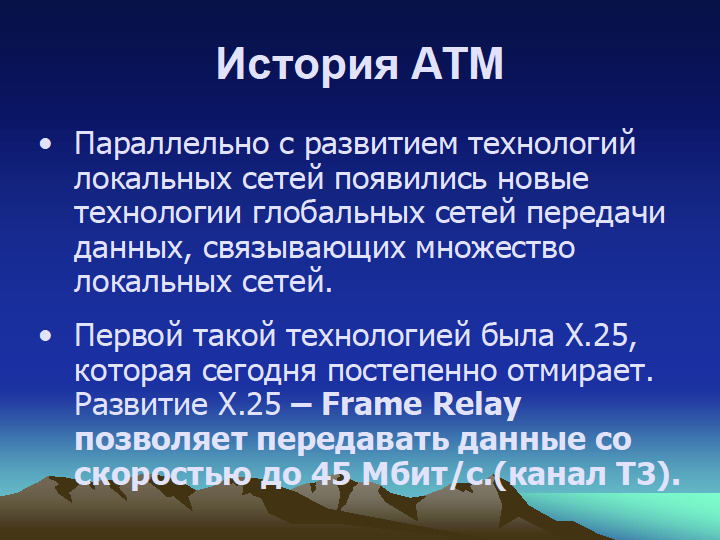 История ATM
• Параллельно с развитием технологий
локальных сетей появились новые
технологии глобальных сетей передачи
данных, связывающих множество
локальных сетей.
• Первой такой технологией была X.25,
которая сегодня постепенно отмирает.
Развитие X.25 – Frame Relay
позволяет передавать данные со
скоростью до 45 Мбит/с.(канал T3).